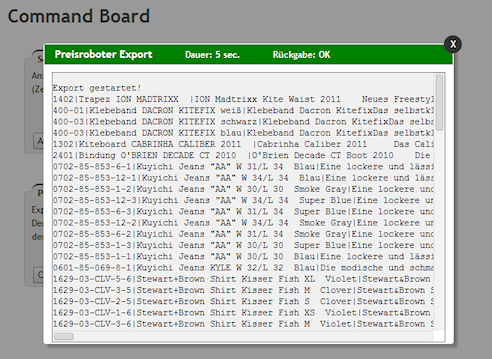 Command Board
X
Preisroboter Export Dauer: 5 sec. Rückgabe: OK
Export gestartet!
1402|Trapez ION MADTRIXX |ION Madtrixx Kite Waist 2011 Neues Freestyl
400-01|Klebeband DACRON KITEFIX weiß|Klebeband Dacron KitefixDas selbstkl
400-03|Klebeband DACRON KITEFIX schwarz|Klebeband Dacron KitefixDas selbs
400-03|Klebeband DACRON KITEFIX blau|Klebeband Dacron KitefixDas selbstkl
1302|Kiteboard CABRINHA CALIBER 2011 |Cabrinha Caliber 2011 Das Cali
2401|Bindung O'BRIEN DECADE CT 2010 |O'Brien Decade CT Boot 2010 Die
0702-85-853-6-1|Kuyichi Jeans "AA" W 31/L 34 Blau|Eine lockere und lässi
0702-85-853-12-1|Kuyichi Jeans "AA" W 34/L 34 Blau|Eine lockere und läss
0702-85-853-1-2|Kuyichi Jeans "AA" W 30/L 30 Smoke Gray|Eine lockere und
0702-85-853-12-3|Kuyichi Jeans "AA" W 34/L 34 Super Blue|Eine lockere un
0702-85-853-6-3|Kuyichi Jeans "AA" W 31/L 34 Super Blue|Eine lockere und
0702-85-853-12-2|Kuyichi Jeans "AA" W 34/L 34 Smoke Gray|Eine lockere un
0702-85-853-6-2|Kuyichi Jeans "AA" W 31/L 34 Smoke Gray|Eine lockere und
0702-85-853-1-3|Kuyichi Jeans "AA" W 30/L 30 Super Blue|Eine lockere und
0702-85-853-1-1|Kuyichi Jeans "AA" W 30/L 30 Blau|Eine lockere und lässi
0601-85-069-8-1|Kuyichi Jeans KYLE W 32/L 32 Blau|Die modische und schma
1629-03-CLV-5-6|Stewart+Brown Shirt Kisser Fish XL Violet|Stewart&Brown
1629-03-CLV-3-5|Stewart+Brown Shirt Kisser Fish M Clover|Stewart&Brown S
1629-03-CLV-2-5|Stewart+Brown Shirt Kisser Fish S Clover|Stewart&Brown S
1629-03-CLV-1-6|Stewart+Brown Shirt Kisser Fish XS Violet|Stewart&Brown
1629-03-CLV-3-6|Stewart+Brown Shirt Kisser Fish M Violet|Stewart&Brown S